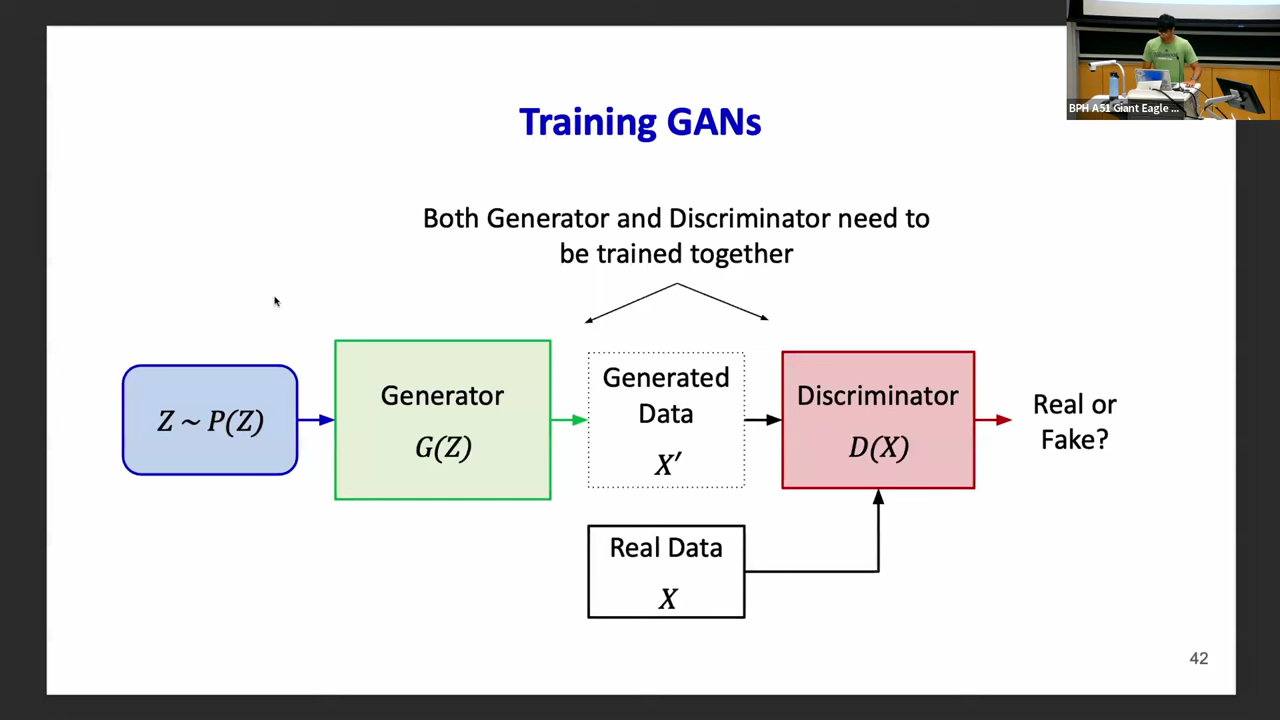 Training GANs
BPH A51 Giant Eagle ...
Both Generator and Discriminator need to
be trained together
Z ~ P(Z)
Generator
G(Z)
Generated
Data
X′
Discriminator
D(X)
Real or
Fake?
Real Data
X
42